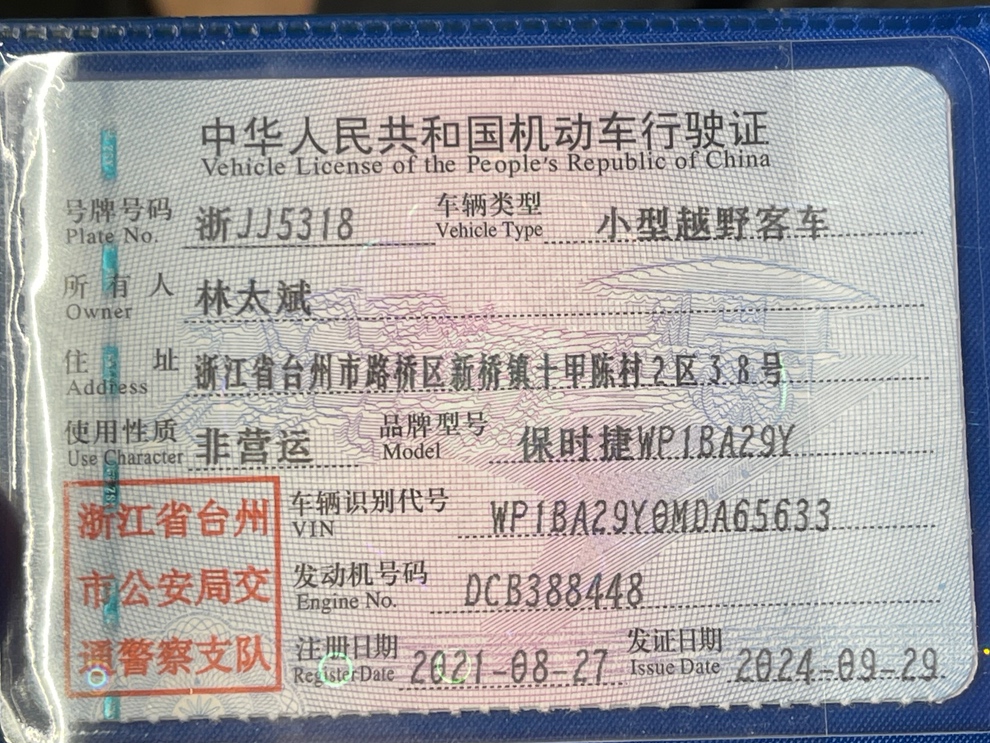 中华人民共和国机动车行驶证
Vehicle License of the People's Republic of China
号牌号码 浙JJ5318 车辆类型 小型越野客车
Plate No. Vehicle Type
所有人 林太斌
Owner
住址 浙江省台州市路桥区新桥镇十甲陈村2区38号
Address
使用性质 非营运 品牌型号 保时捷WP1BA29Y
Use Character Model
浙江省台州
市公安局交
通警察支队
车辆识别代号 WP1BA29Y0MDA65633
VIN
发动机号码 DCB388448
Engine No.
注册日期 2021-08-27 发证日期 2024-09-29
Register Date Issue Date